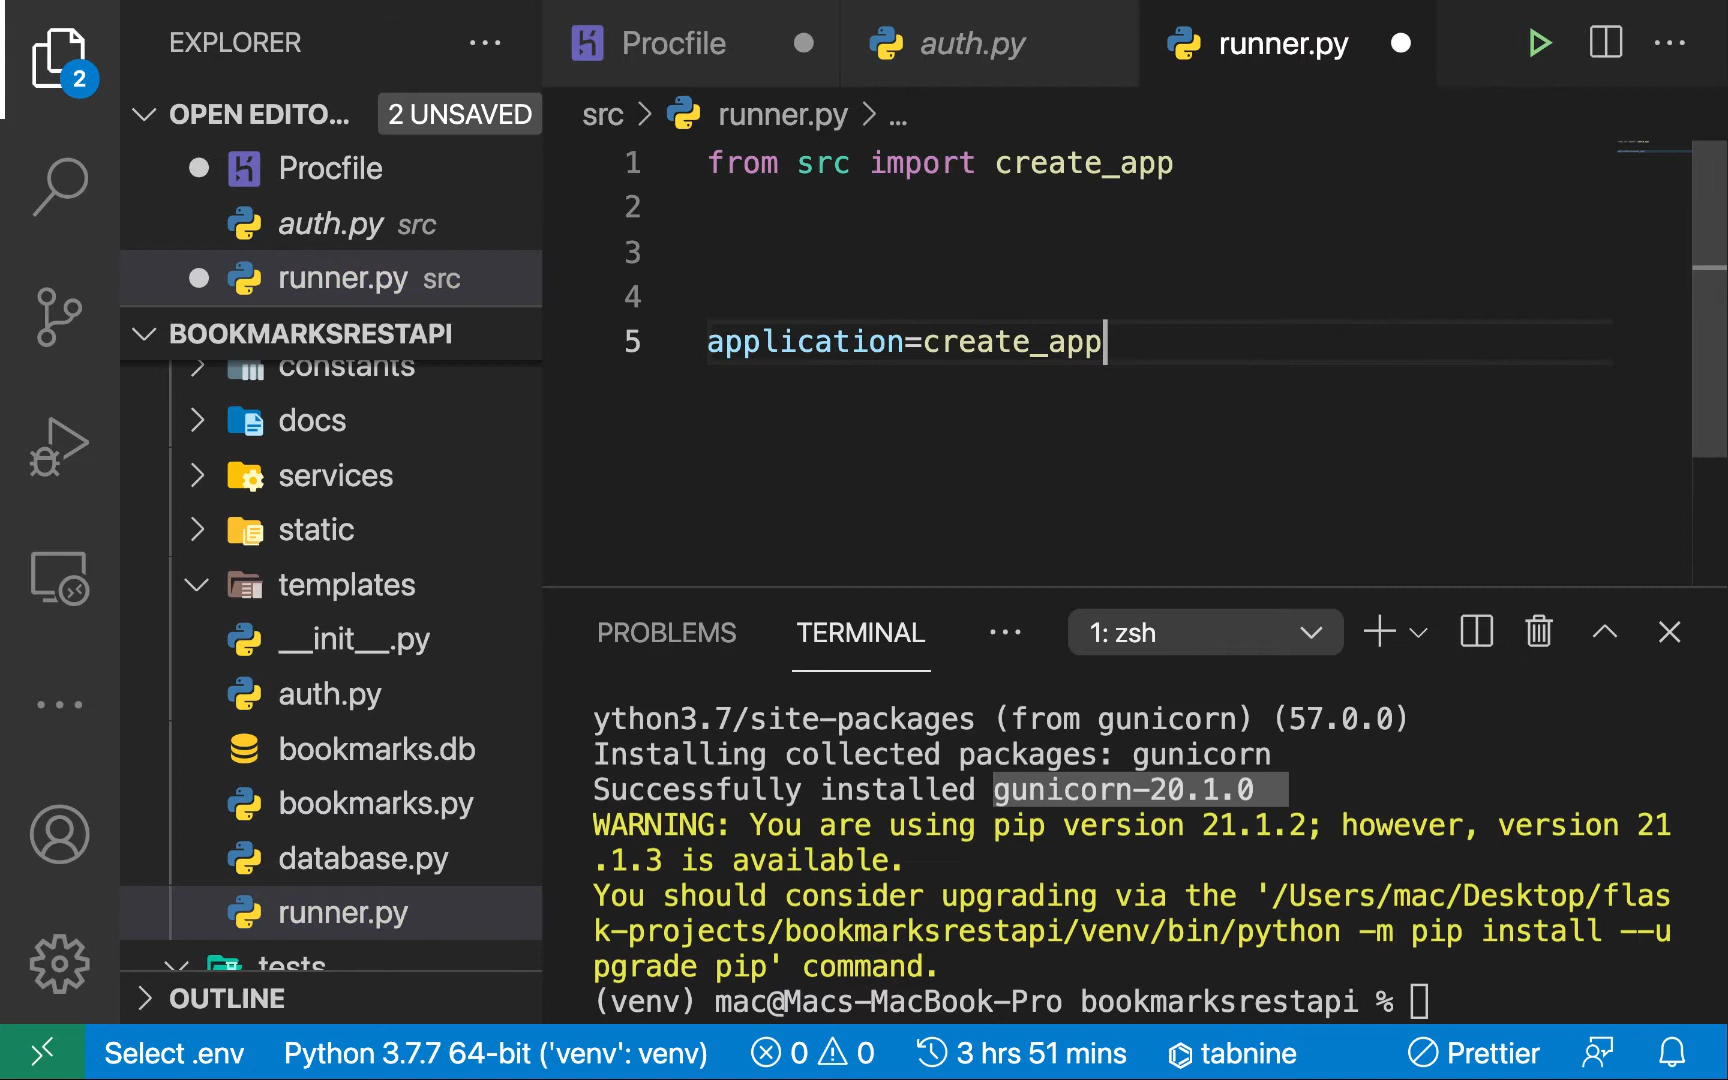 EXPLORER
2
OPEN EDITO...
2 UNSAVED
Procfile
auth.py src
runner.py src
BOOKMARKSRESTAPI
constants
docs
services
static
templates
__init__.py
auth.py
bookmarks.db
bookmarks.py
database.py
runner.py
tests
OUTLINE
Procfile
auth.py
runner.py
src > runner.py > ...
1 from src import create_app
2
3
4
5 application=create_app
PROBLEMS
TERMINAL
1: zsh
ython3.7/site-packages (from gunicorn) (57.0.0)
Installing collected packages: gunicorn
Successfully installed gunicorn-20.1.0
WARNING: You are using pip version 21.1.2; however, version 21
.1.3 is available.
You should consider upgrading via the '/Users/mac/Desktop/flas
k-projects/bookmarksrestapi/venv/bin/python -m pip install --u
pgrade pip' command.
(venv) mac@Macs-MacBook-Pro bookmarksrestapi %
Select .env
Python 3.7.7 64-bit ('venv': venv)
0
0
3 hrs 51 mins
tabnine
Prettier